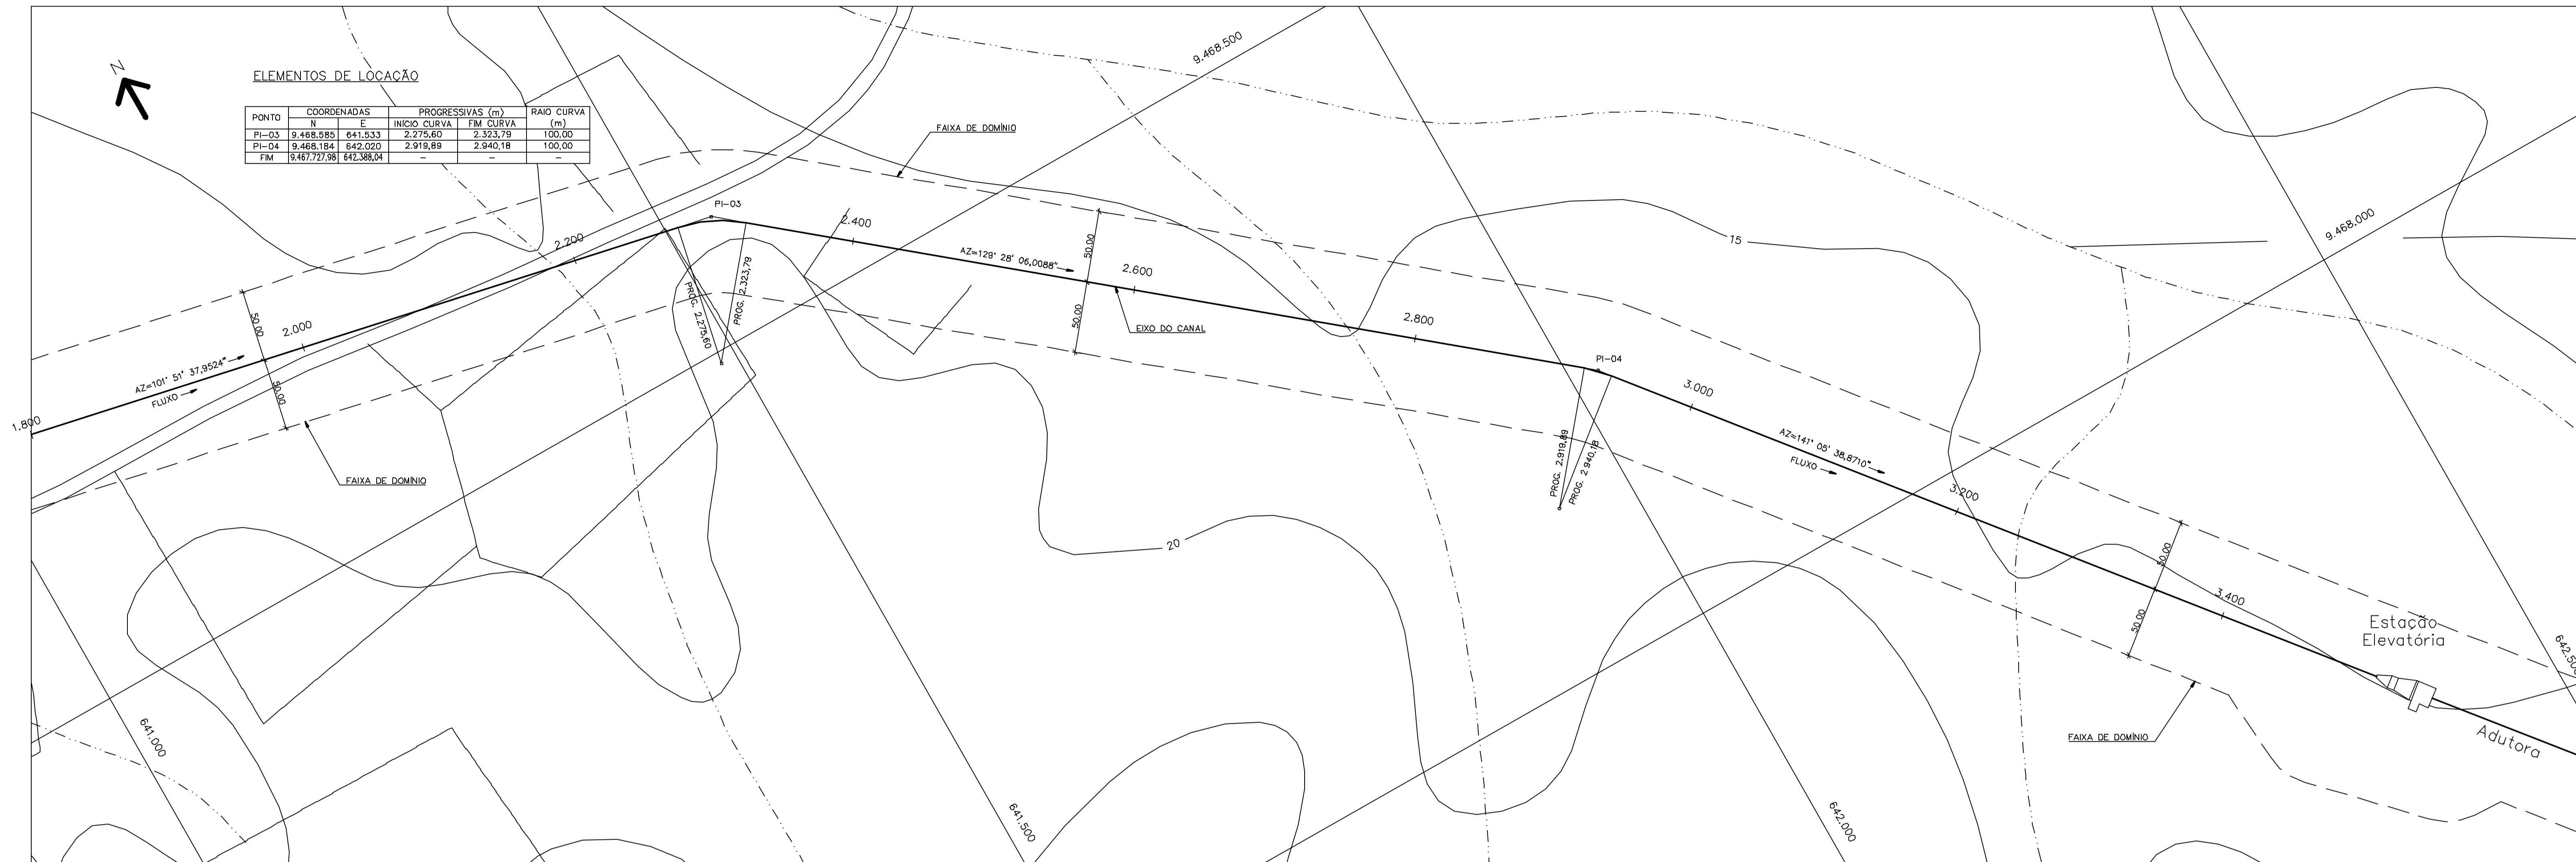 N
ELEMENTOS DE LOCAÇÃO
PONTO COORDENADAS PROGRESSIVAS (m) RAIO CURVA (m)
N E INÍCIO CURVA FIM CURVA
PI-03 9.468.585 641.533 2.275,60 2.323,79 100,00
PI-04 9.468.184 642.020 2.919,89 2.940,18 100,00
FIM 9.467.727,98 642.388,04 - - -
9.468.500
FAIXA DE DOMÍNIO
PI-03
2.400
2.200
15
9.468.000
50,00
AZ=129° 28' 06,0088"
2.600
PROG. 2.323,79
PROG. 2.275,60
50,00
50,00
2.000
EIXO DO CANAL
2.800
PI-04
AZ=101° 51' 37,9524"
FLUXO
50,00
3.000
1.800
AZ=141° 05' 38,8710"
FLUXO
PROG. 2.919,89
PROG. 2.940,18
FAIXA DE DOMÍNIO
3.200
20
50,00
3.400
50,00
Estação
Elevatória
642.50
641.000
FAIXA DE DOMÍNIO
Adutora
641.500
642.000